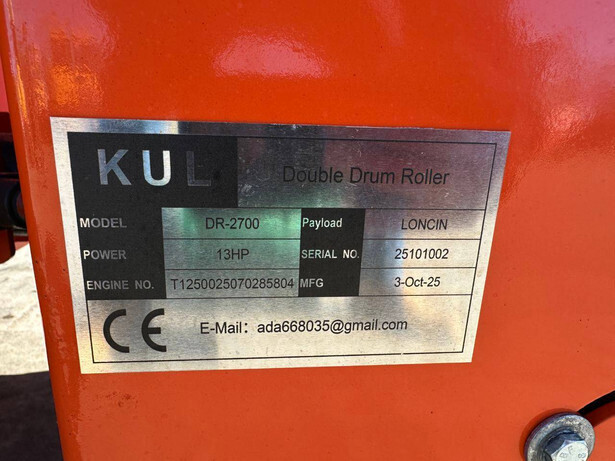 KUL Double Drum Roller
MODEL DR-2700 Payload LONCIN
POWER 13HP SERIAL NO. 25101002
ENGINE NO. T1250025070285804 MFG 3-Oct-25
CE E-Mail: ada668035@gmail.com